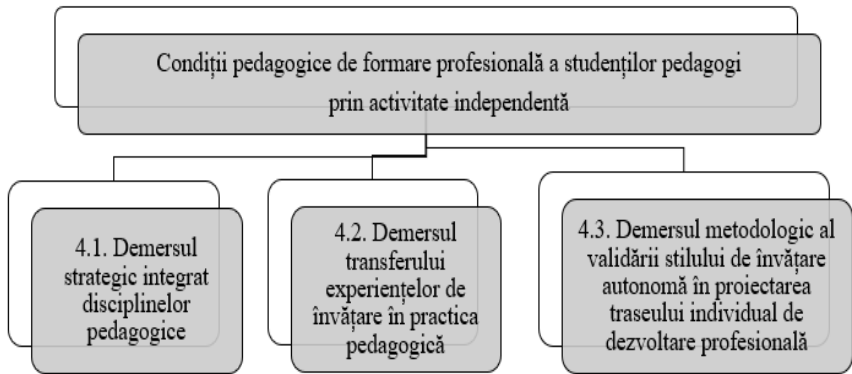 Condiții pedagogice de formare profesională a studenților pedagogi
prin activitate independentă
4.1. Demersul
strategic integrat
disciplinelor
pedagogice
4.2. Demersul
transferului
experiențelor de
învățare în practica
pedagogică
4.3. Demersul metodologic al
validării stilului de învățare
autonomă în proiectarea
traseului individual de
dezvoltare profesională